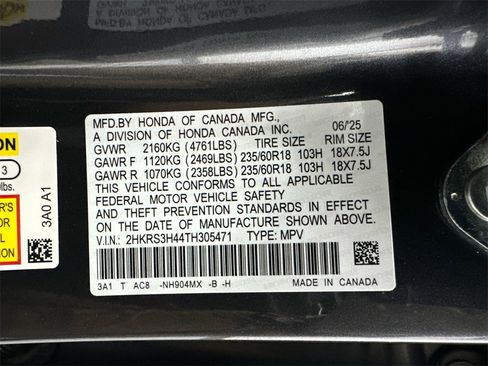 MFD.BY HONDA OF CANADA MFG.,
A DIVISION OF HONDA CANADA INC. 06/'25
GVWR 2160KG (4761LBS) TIRE SIZE RIM SIZE
GAWR F 1120KG (2469LBS) 235/60R18 103H 18X7.5J
GAWR R 1070KG (2358LBS) 235/60R18 103H 18X7.5J
THIS VEHICLE CONFORMS TO ALL APPLICABLE
FEDERAL MOTOR VEHICLE SAFETY
AND THEFT PREVENTION STANDARDS IN EFFECT
ON THE DATE OF MANUFACTURE SHOWN ABOVE.
V.I.N: 2HKRS3H44TH305471 TYPE: MPV
3A1 T AC8 -NH904MX -B -H MADE IN CANADA
ON
3
lbs.
3A0 A1
R'S